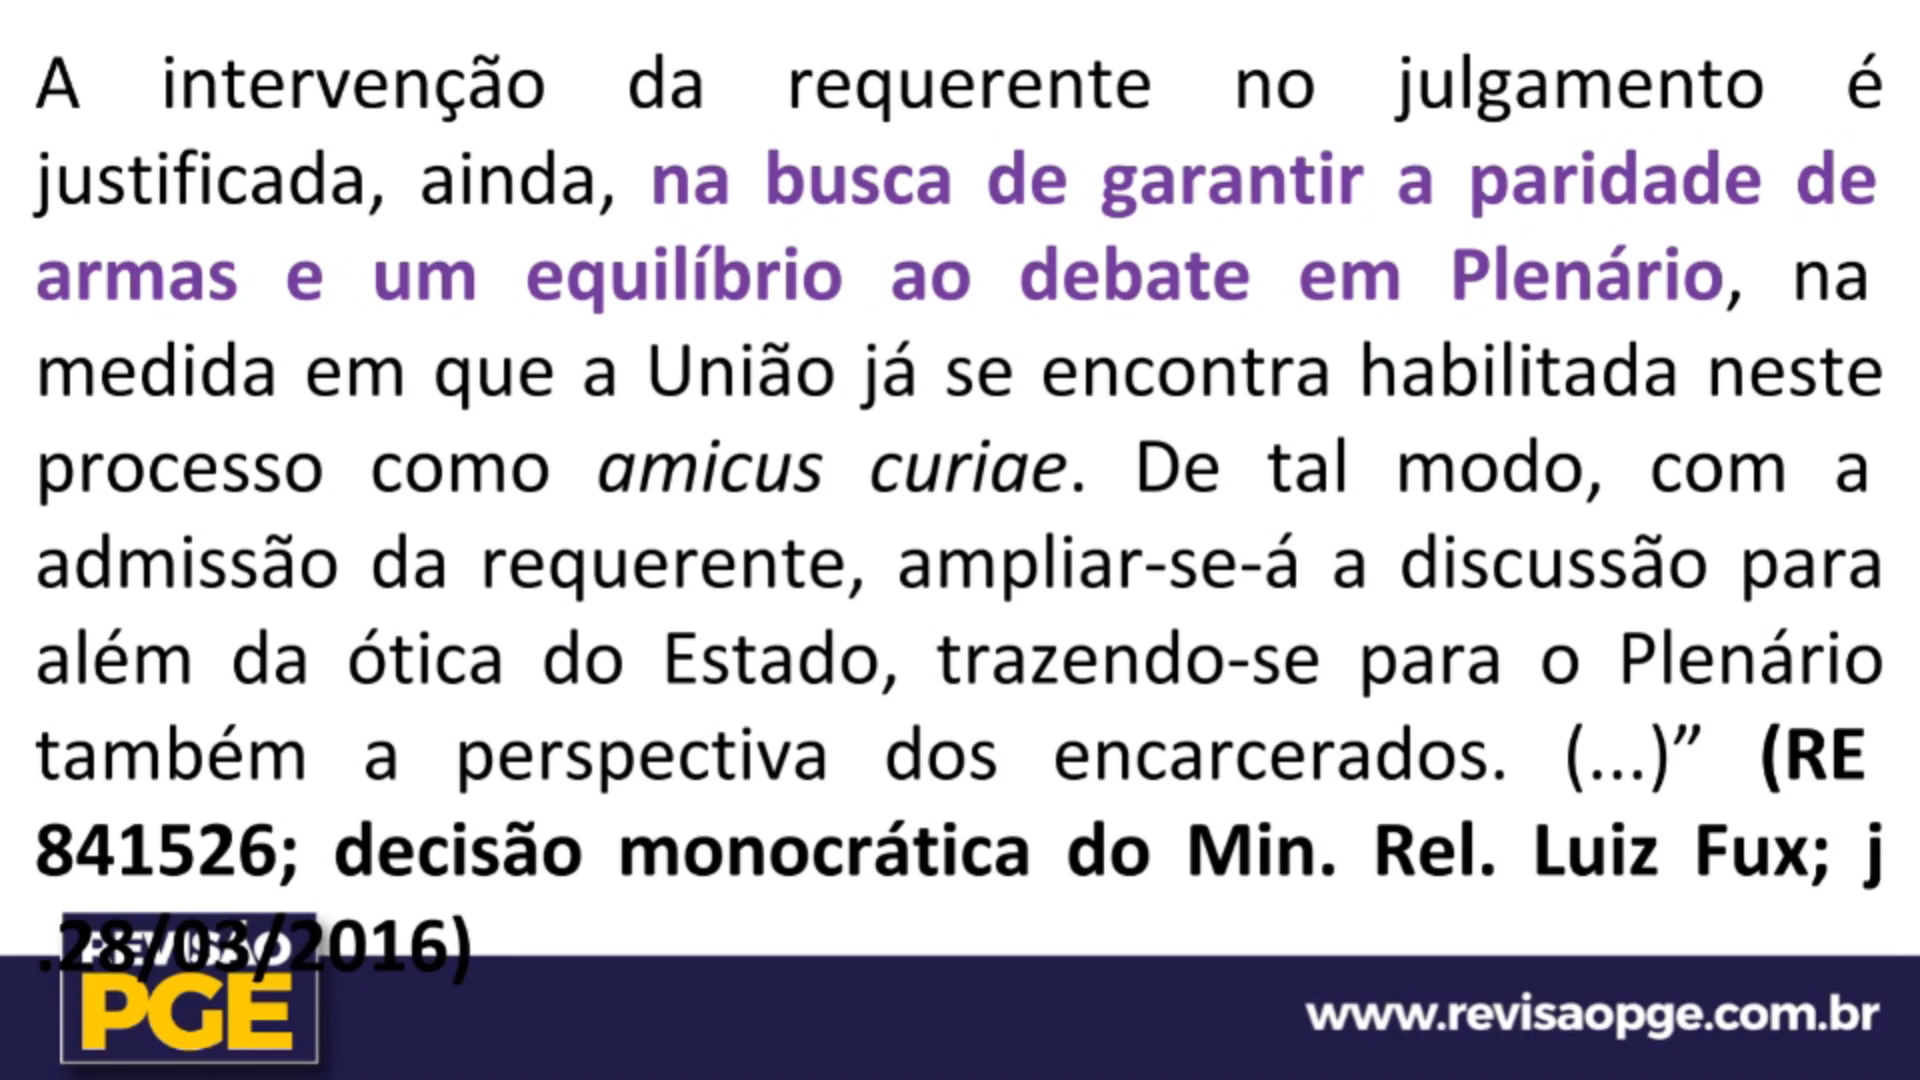 A intervenção da requerente no julgamento é
justificada, ainda, na busca de garantir a paridade de
armas e um equilíbrio ao debate em Plenário, na
medida em que a União já se encontra habilitada neste
processo como amicus curiae. De tal modo, com a
admissão da requerente, ampliar-se-á a discussão para
além da ótica do Estado, trazendo-se para o Plenário
também a perspectiva dos encarcerados. (...)” (RE
841526; decisão monocrática do Min. Rel. Luiz Fux; j
.28/03/2016)
REVISÃO
PGE
www.revisaopge.com.br